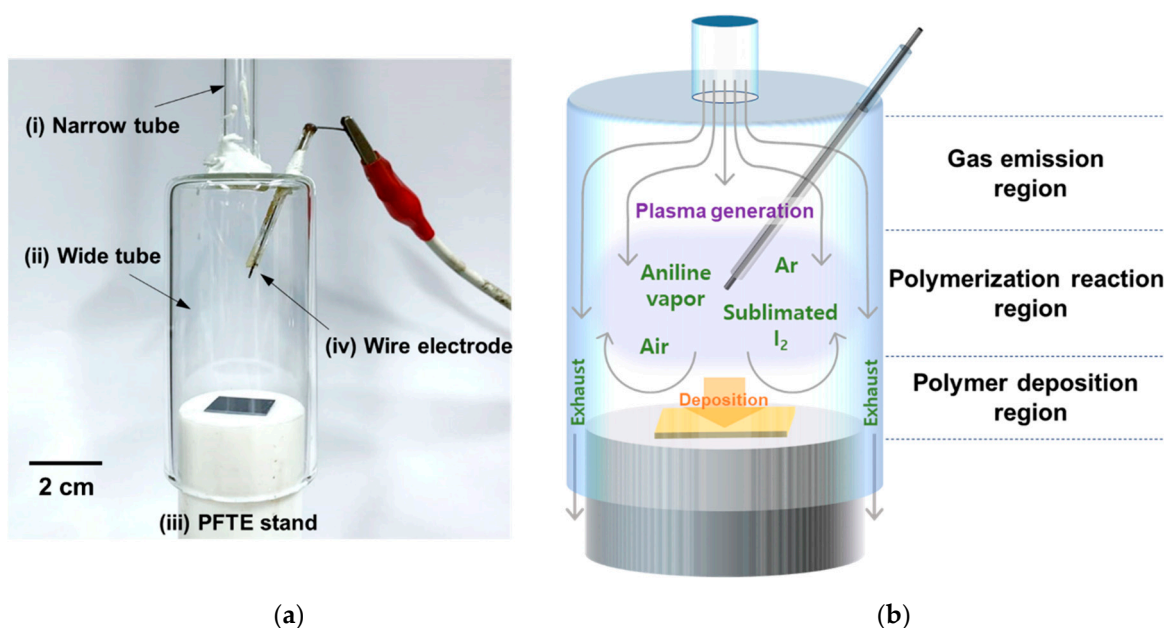 (i) Narrow tube
(ii) Wide tube
(iv) Wire electrode
2 cm
(iii) PFTE stand
(a)
Gas emission
region
Plasma generation
Aniline
vapor
Ar
Sublimated
I2
Air
Polymerization reaction
region
Exhaust
Deposition
Exhaust
Polymer deposition
region
(b)